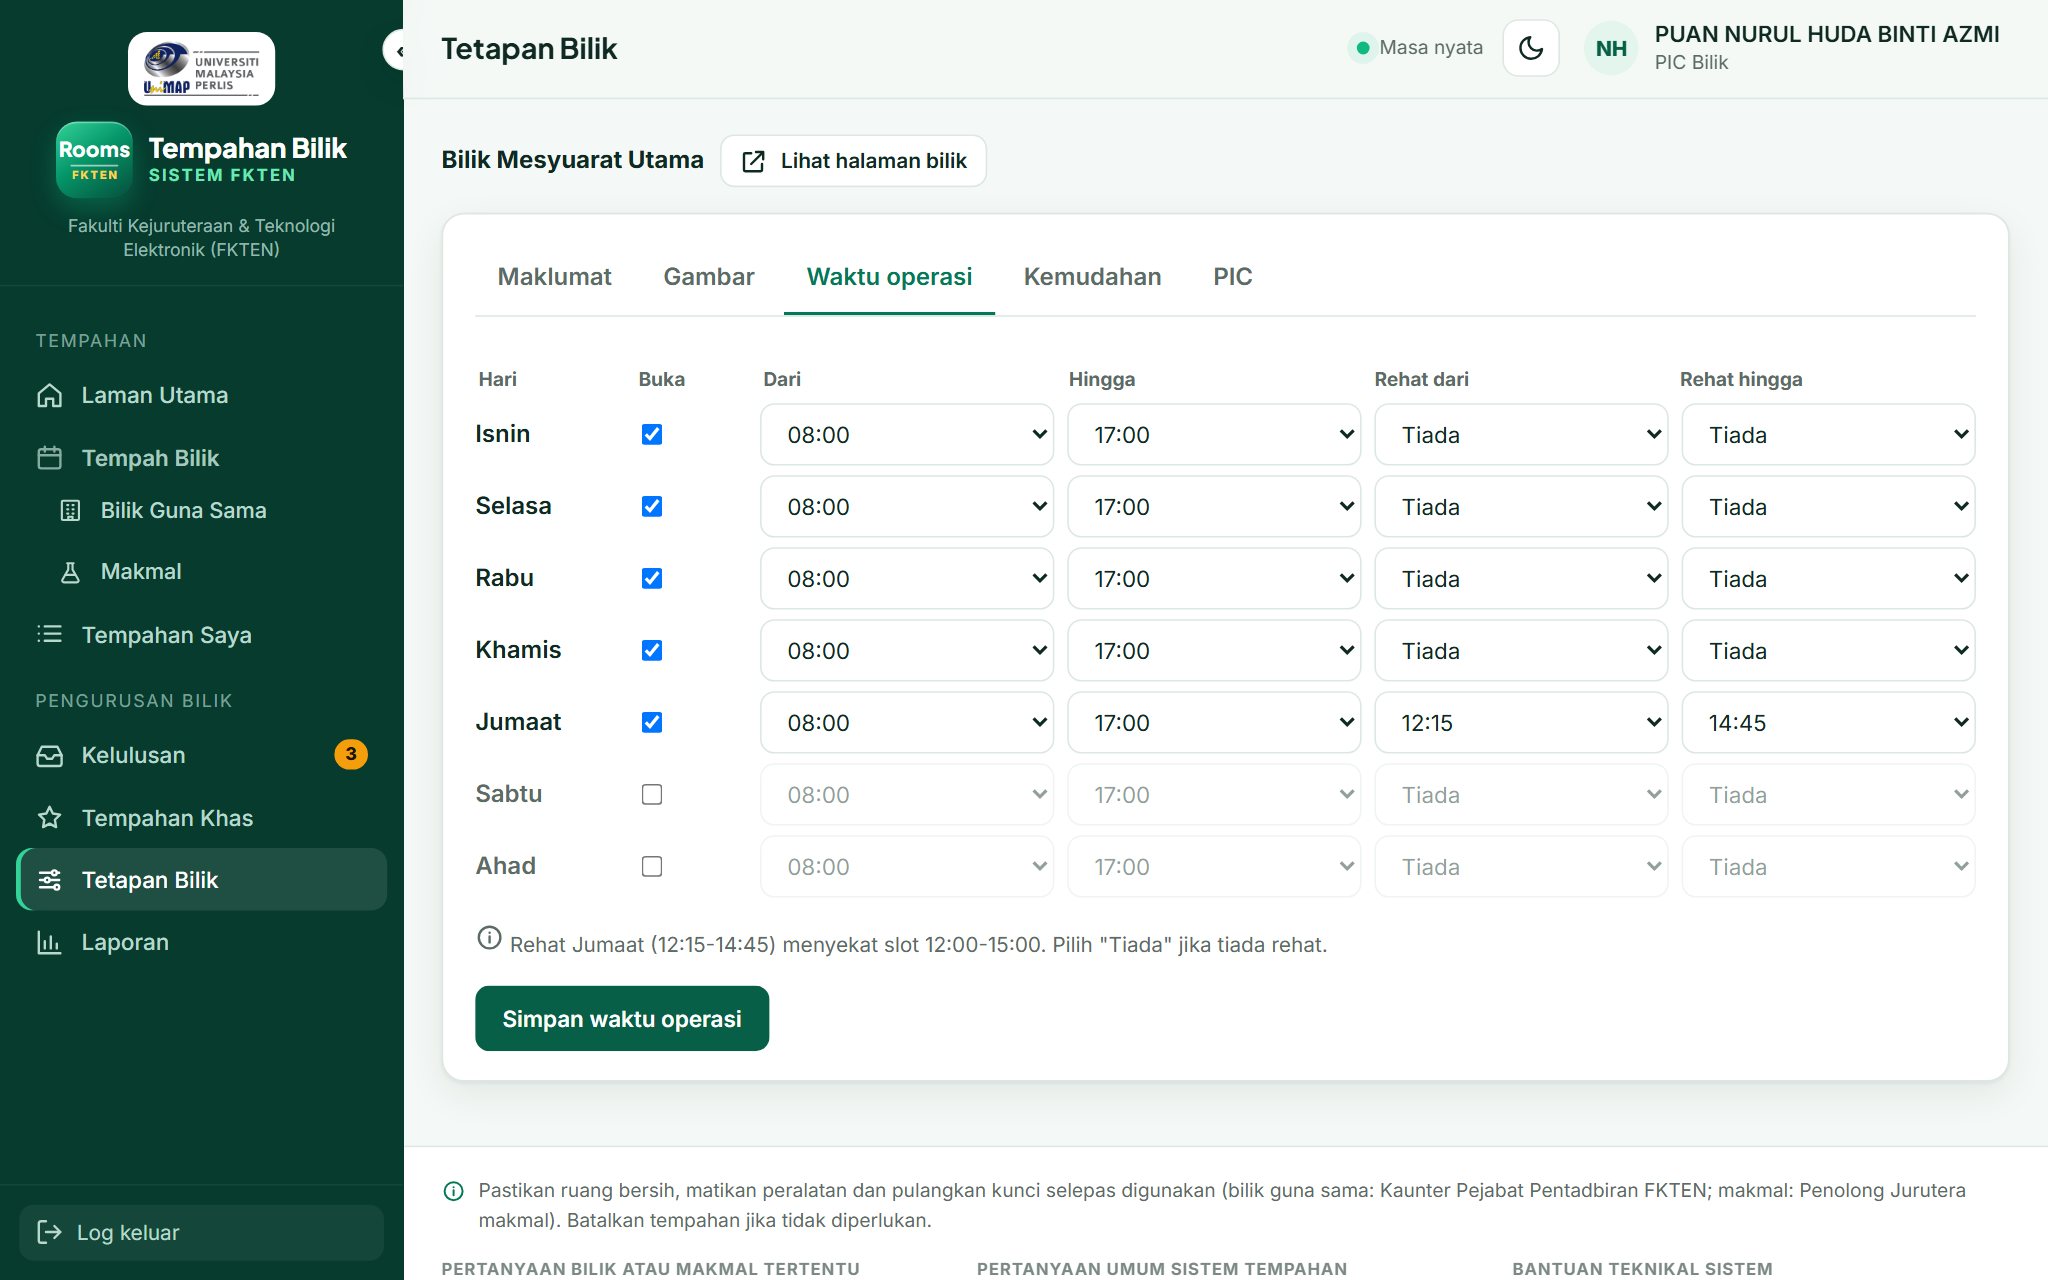 UNIVERSITI
MALAYSIA
PERLIS
UniMAP
Rooms
FKTEN
Tempahan Bilik
SISTEM FKTEN
Fakulti Kejuruteraan & Teknologi
Elektronik (FKTEN)
TEMPAHAN
Laman Utama
Tempah Bilik
Bilik Guna Sama
Makmal
Tempahan Saya
PENGURUSAN BILIK
Kelulusan 3
Tempahan Khas
Tetapan Bilik
Laporan
Log keluar
Tetapan Bilik
Masa nyata
NH
PUAN NURUL HUDA BINTI AZMI
PIC Bilik
Bilik Mesyuarat Utama
Lihat halaman bilik
Maklumat Gambar Waktu operasi Kemudahan PIC
Hari Buka Dari Hingga Rehat dari Rehat hingga
Isnin 08:00 17:00 Tiada Tiada
Selasa 08:00 17:00 Tiada Tiada
Rabu 08:00 17:00 Tiada Tiada
Khamis 08:00 17:00 Tiada Tiada
Jumaat 08:00 17:00 12:15 14:45
Sabtu 08:00 17:00 Tiada Tiada
Ahad 08:00 17:00 Tiada Tiada
Rehat Jumaat (12:15-14:45) menyekat slot 12:00-15:00. Pilih "Tiada" jika tiada rehat.
Simpan waktu operasi
Pastikan ruang bersih, matikan peralatan dan pulangkan kunci selepas digunakan (bilik guna sama: Kaunter Pejabat Pentadbiran FKTEN; makmal: Penolong Jurutera
makmal). Batalkan tempahan jika tidak diperlukan.
PERTANYAAN BILIK ATAU MAKMAL TERTENTU
PERTANYAAN UMUM SISTEM TEMPAHAN
BANTUAN TEKNIKAL SISTEM